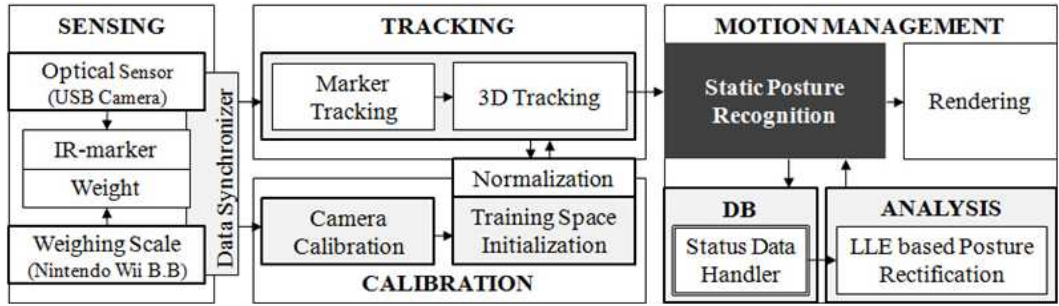 SENSING
Optical Sensor
(USB Camera)
IR-marker
Weight
Weighing Scale
(Nintendo Wii B.B)
Data Synchronizer
TRACKING
Marker
Tracking
3D Tracking
Normalization
Camera
Calibration
Training Space
Initialization
CALIBRATION
MOTION MANAGEMENT
Static Posture
Recognition
Rendering
DB
Status Data
Handler
ANALYSIS
LLE based Posture
Rectification